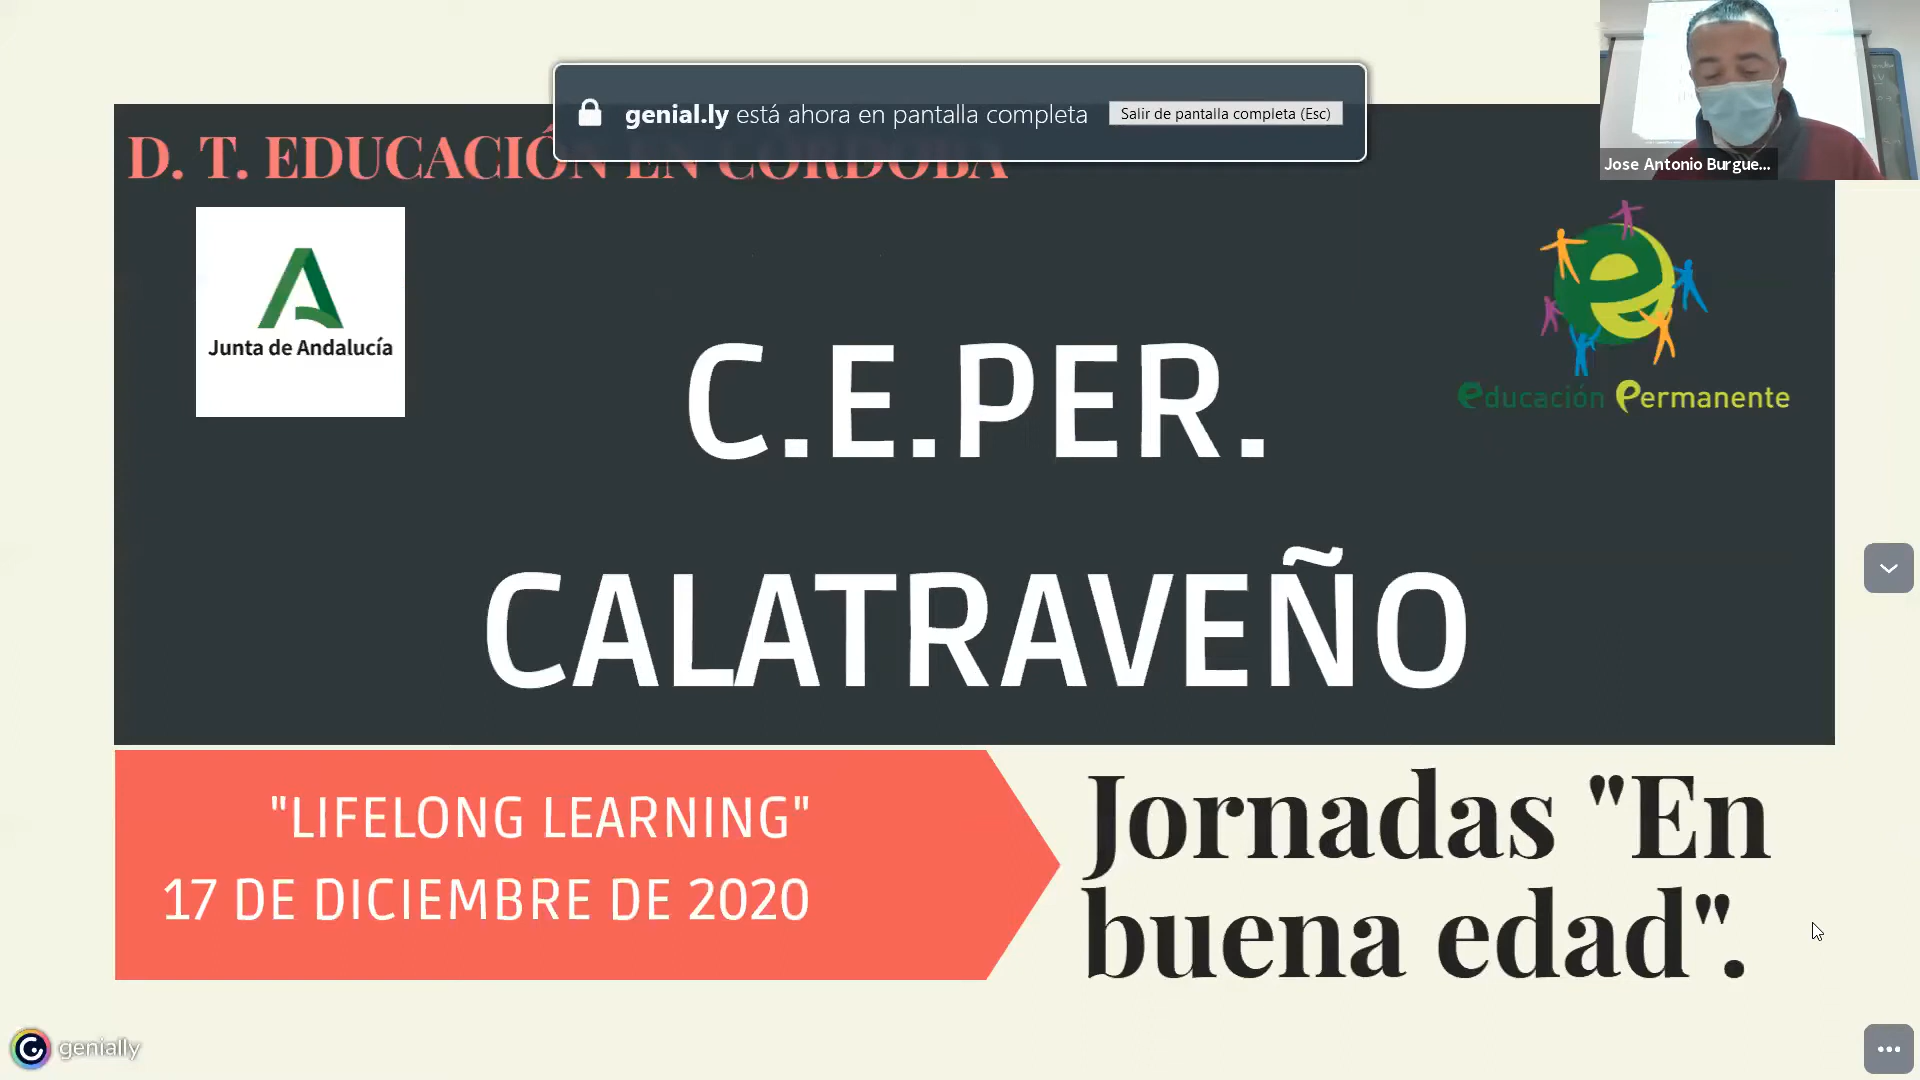 genial.ly está ahora en pantalla completa
Salir de pantalla completa (Esc)
Jose Antonio Burgue...
D. T. EDUCACIÓN EN CÓRDOBA
Junta de Andalucía
educación permanente
C.E.PER.
CALATRAVEÑO
"LIFELONG LEARNING"
17 DE DICIEMBRE DE 2020
Jornadas "En
buena edad".
genially